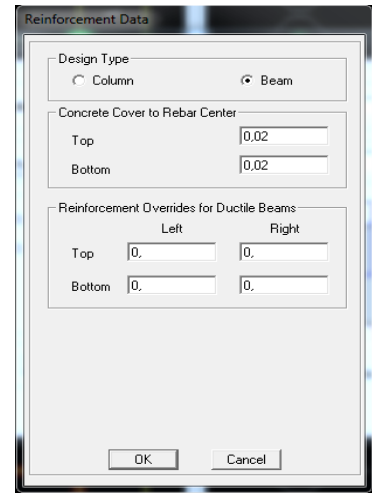 Reinforcement Data
Design Type
Column Beam
Concrete Cover to Rebar Center
Top 0,02
Bottom 0,02
Reinforcement Overrides for Ductile Beams
Left Right
Top 0, 0,
Bottom 0, 0,
OK Cancel